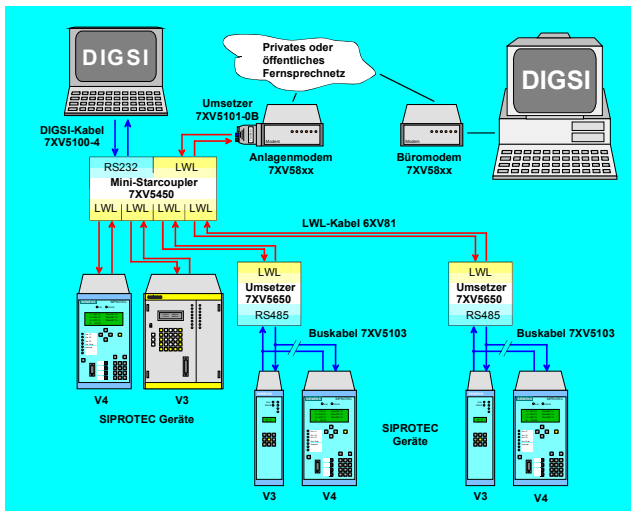 DIGSI
Privates oder
öffentliches
Fernsprechnetz
DIGSI
Umsetzer
7XV5101-0B
DIGSI-Kabel
7XV5100-4
Modem
Anlagenmodem
7XV58xx
Modem
Büromodem
7XV58xx
RS232
LWL
Mini-Starcoupler
7XV5450
LWL
LWL
LWL
LWL
LWL-Kabel 6XV81
LWL
Umsetzer
7XV5650
RS485
LWL
Umsetzer
7XV5650
RS485
Buskabel 7XV5103
Buskabel 7XV5103
V4
V3
SIPROTEC Geräte
SIPROTEC
Geräte
V3
V4
V3
V4